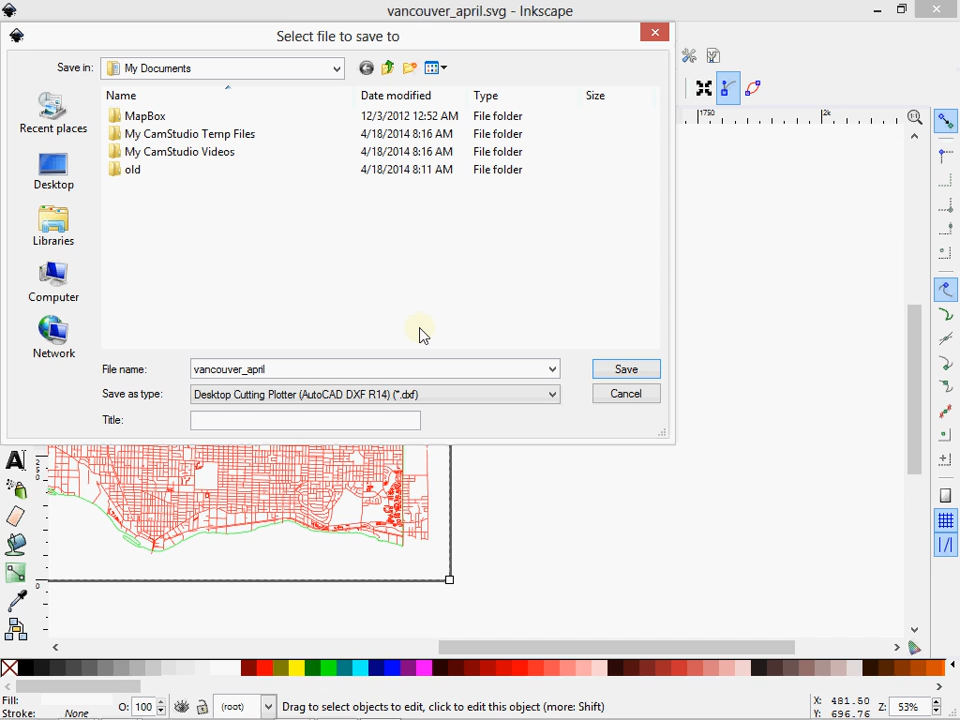 vancouver_april.svg - Inkscape
Select file to save to
Save in: My Documents
Name Date modified Type Size
MapBox 12/3/2012 12:52 AM File folder
My CamStudio Temp Files 4/18/2014 8:16 AM File folder
My CamStudio Videos 4/18/2014 8:16 AM File folder
old 4/18/2014 8:11 AM File folder
Recent places
Desktop
Libraries
Computer
Network
File name: vancouver_april Save
Save as type: Desktop Cutting Plotter (AutoCAD DXF R14) (*.dxf) Cancel
Title:
1750 2k
Fill:
Stroke: None
O: 100
(root)
Drag to select objects to edit, click to edit this object (more: Shift)
X: 481.50
Y: 696.76
Z: 53%